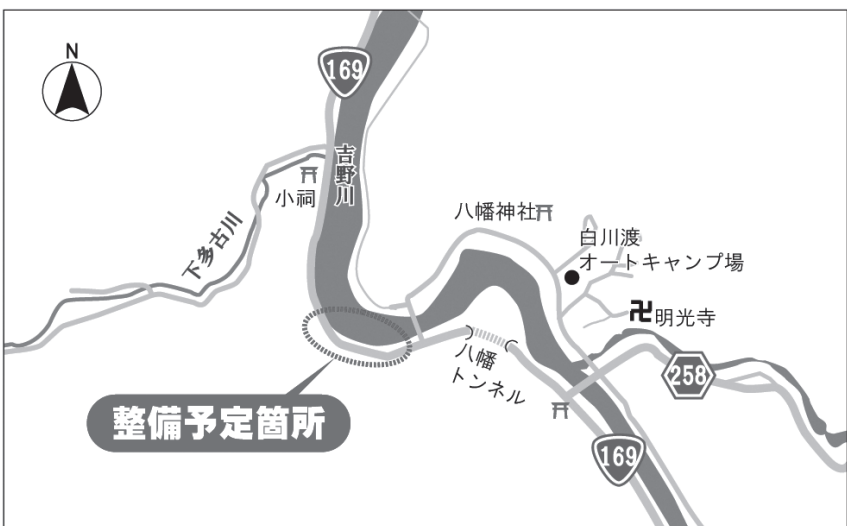 N
169
吉野川
小祠
下多古川
八幡神社
白川渡
オートキャンプ場
明光寺
八幡
トンネル
258
整備予定箇所
169